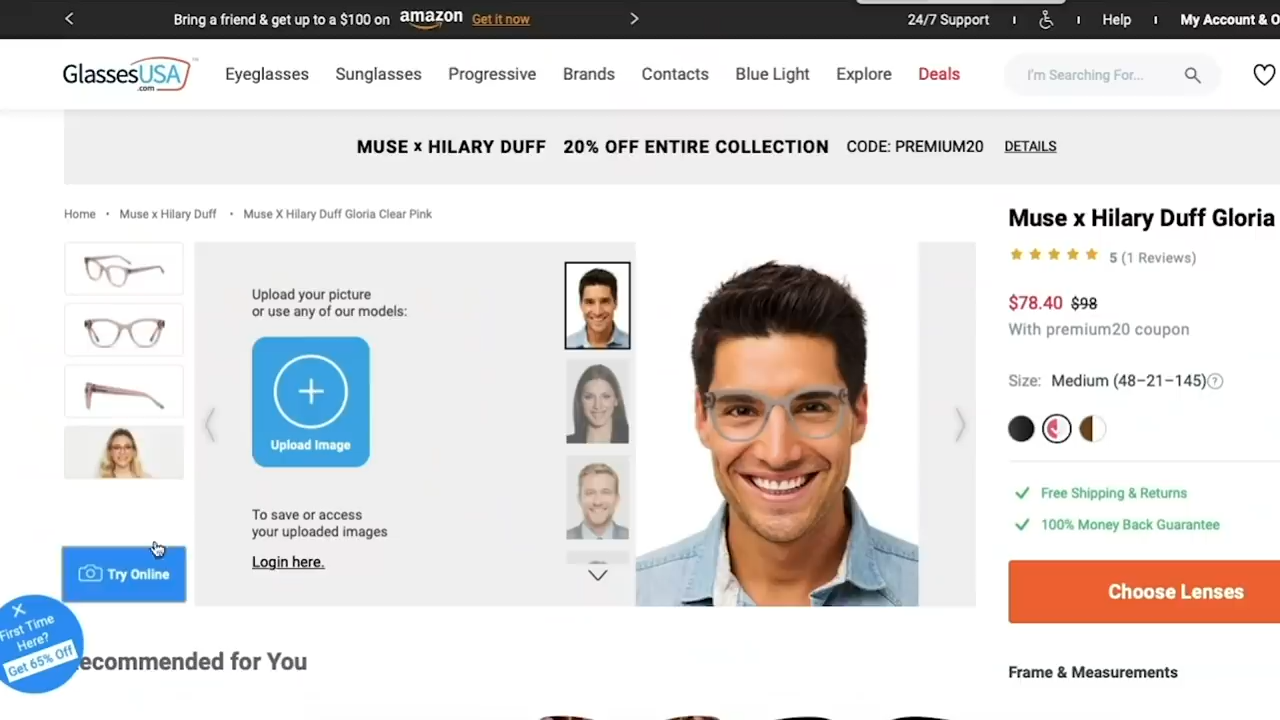 Bring a friend & get up to a $100 on amazon Get it now
24/7 Support
Help
My Account & O
GlassesUSA.com
Eyeglasses
Sunglasses
Progressive
Brands
Contacts
Blue Light
Explore
Deals
I'm Searching For...
MUSE x HILARY DUFF 20% OFF ENTIRE COLLECTION CODE: PREMIUM20 DETAILS
Home • Muse x Hilary Duff • Muse X Hilary Duff Gloria Clear Pink
Upload your picture
or use any of our models:
Upload Image
To save or access
your uploaded images
Login here.
Try Online
First Time
Here?
Get 65% Off
Muse x Hilary Duff Gloria
5 (1 Reviews)
$78.40 $98
With premium20 coupon
Size: Medium (48-21-145) ?
Free Shipping & Returns
100% Money Back Guarantee
Choose Lenses
ecommended for You
Frame & Measurements